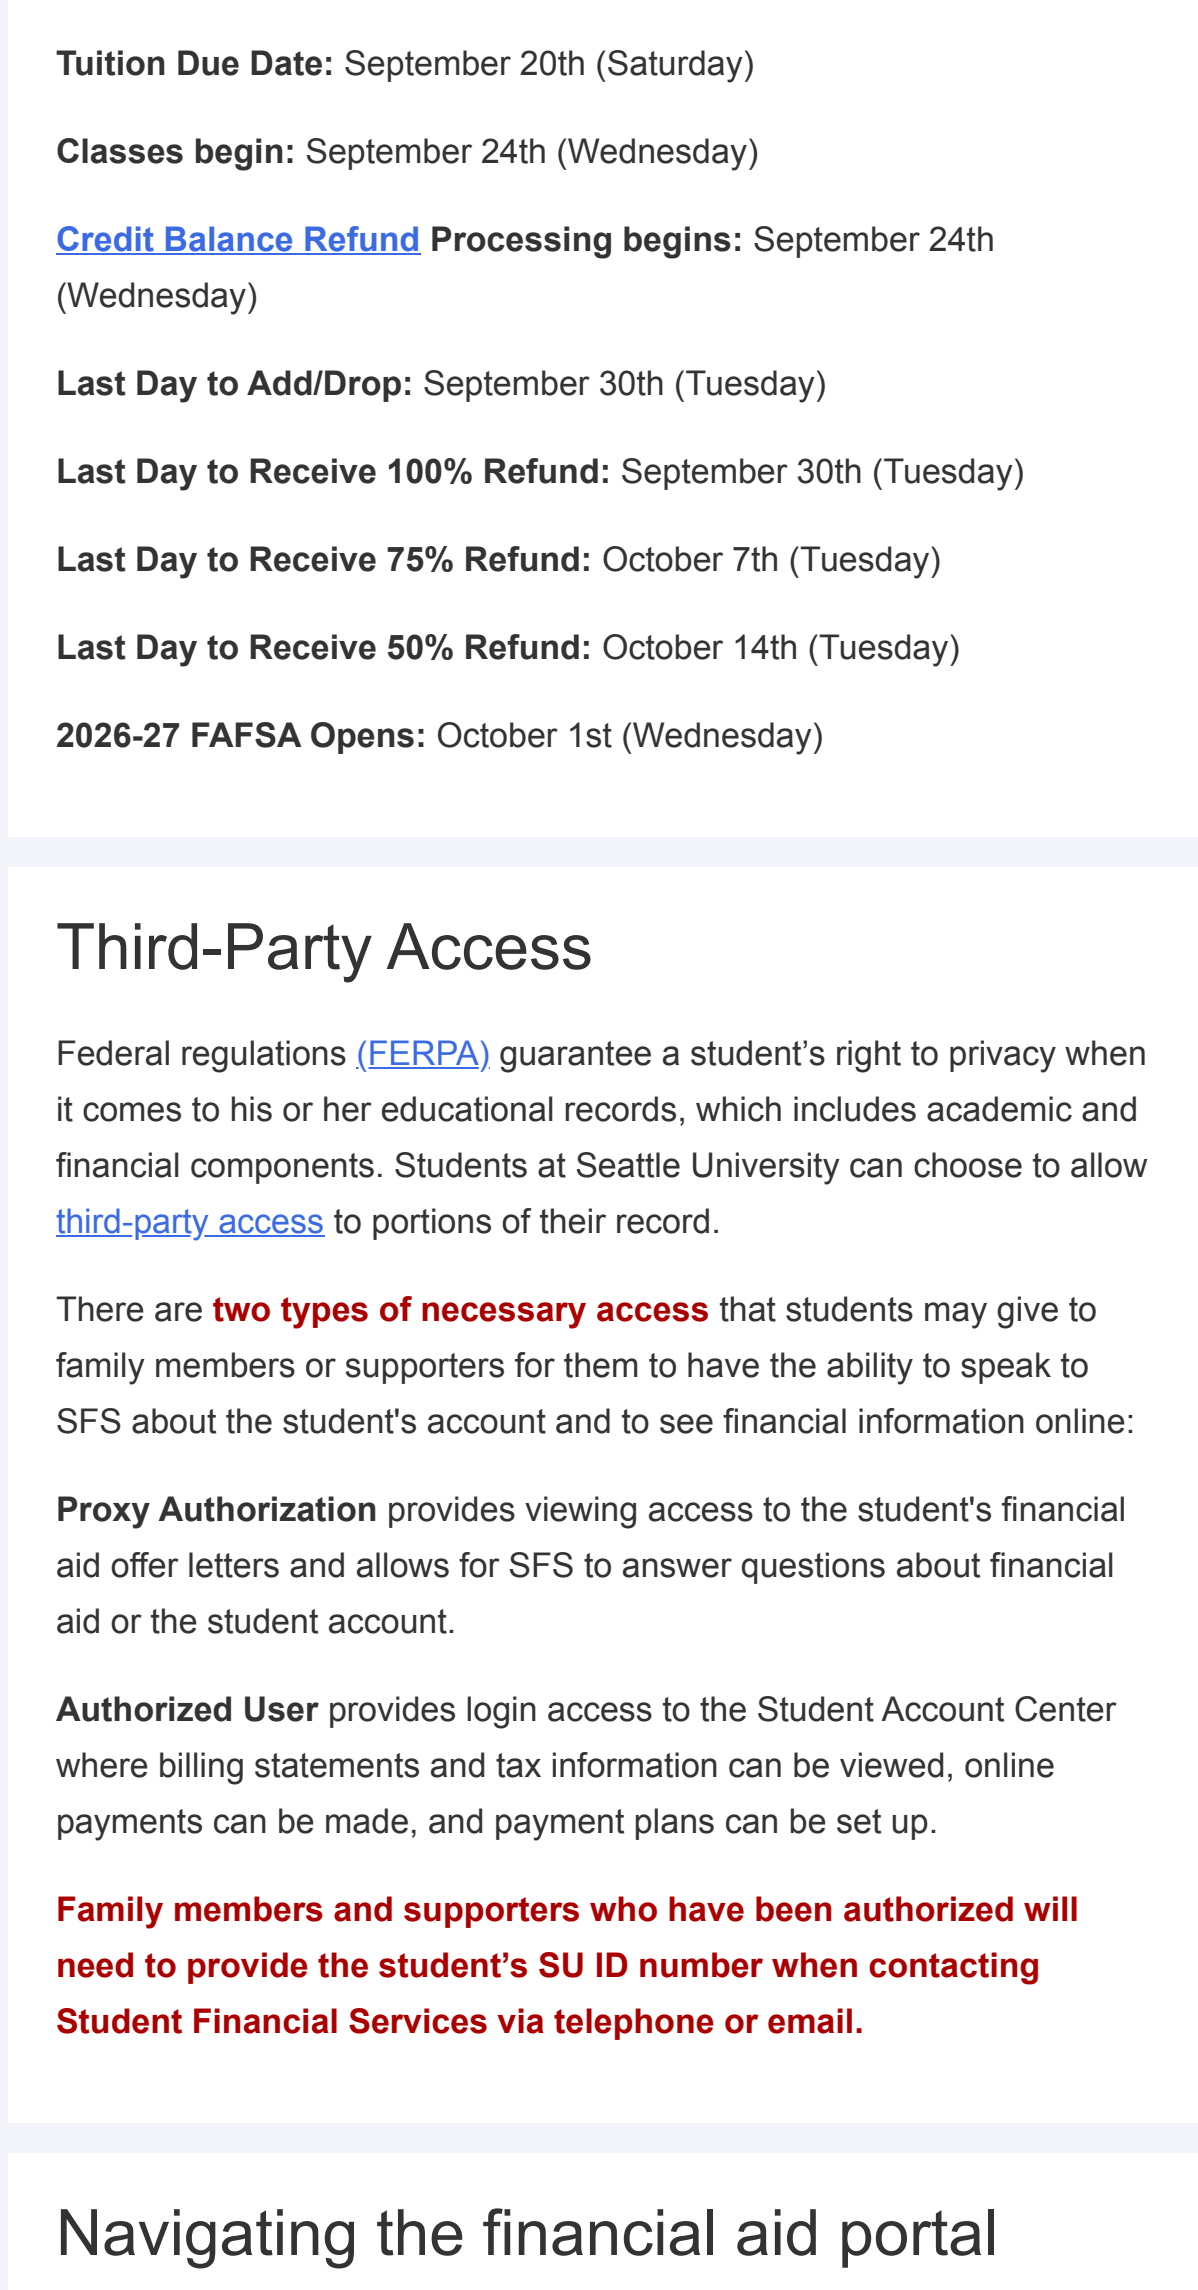 Tuition Due Date: September 20th (Saturday)
Classes begin: September 24th (Wednesday)
Credit Balance Refund Processing begins: September 24th
(Wednesday)
Last Day to Add/Drop: September 30th (Tuesday)
Last Day to Receive 100% Refund: September 30th (Tuesday)
Last Day to Receive 75% Refund: October 7th (Tuesday)
Last Day to Receive 50% Refund: October 14th (Tuesday)
2026-27 FAFSA Opens: October 1st (Wednesday)
Third-Party Access
Federal regulations (FERPA) guarantee a student’s right to privacy when
it comes to his or her educational records, which includes academic and
financial components. Students at Seattle University can choose to allow
third-party access to portions of their record.
There are two types of necessary access that students may give to
family members or supporters for them to have the ability to speak to
SFS about the student's account and to see financial information online:
Proxy Authorization provides viewing access to the student's financial
aid offer letters and allows for SFS to answer questions about financial
aid or the student account.
Authorized User provides login access to the Student Account Center
where billing statements and tax information can be viewed, online
payments can be made, and payment plans can be set up.
Family members and supporters who have been authorized will
need to provide the student’s SU ID number when contacting
Student Financial Services via telephone or email.
Navigating the financial aid portal